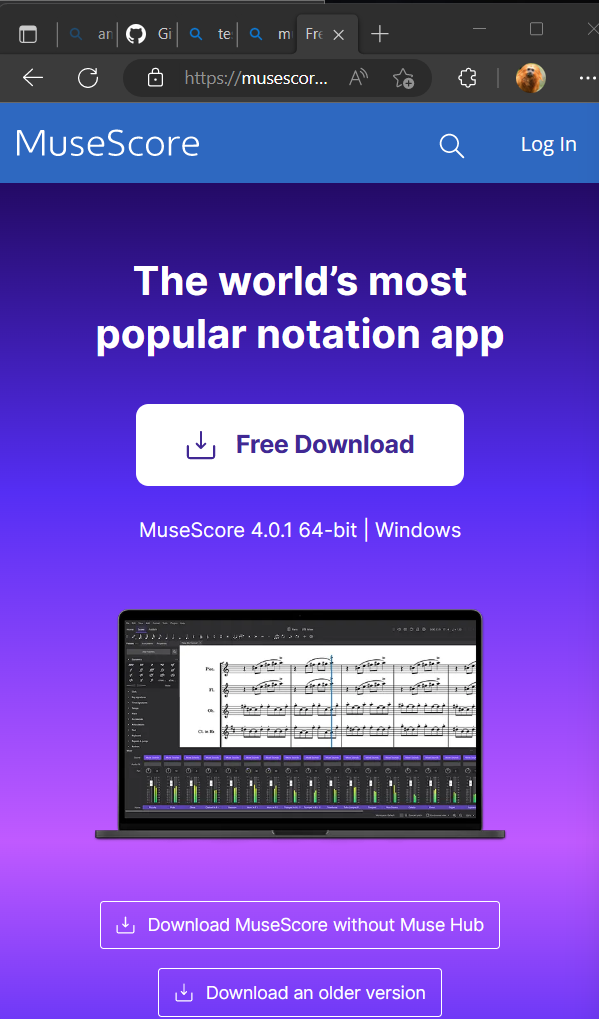 an
Gi
te
m
Fre
https://musescor...
MuseScore
Log In
The world’s most
popular notation app
Free Download
MuseScore 4.0.1 64-bit | Windows
Picc.
Fl.
Ob.
Cl. in B♭
Download MuseScore without Muse Hub
Download an older version